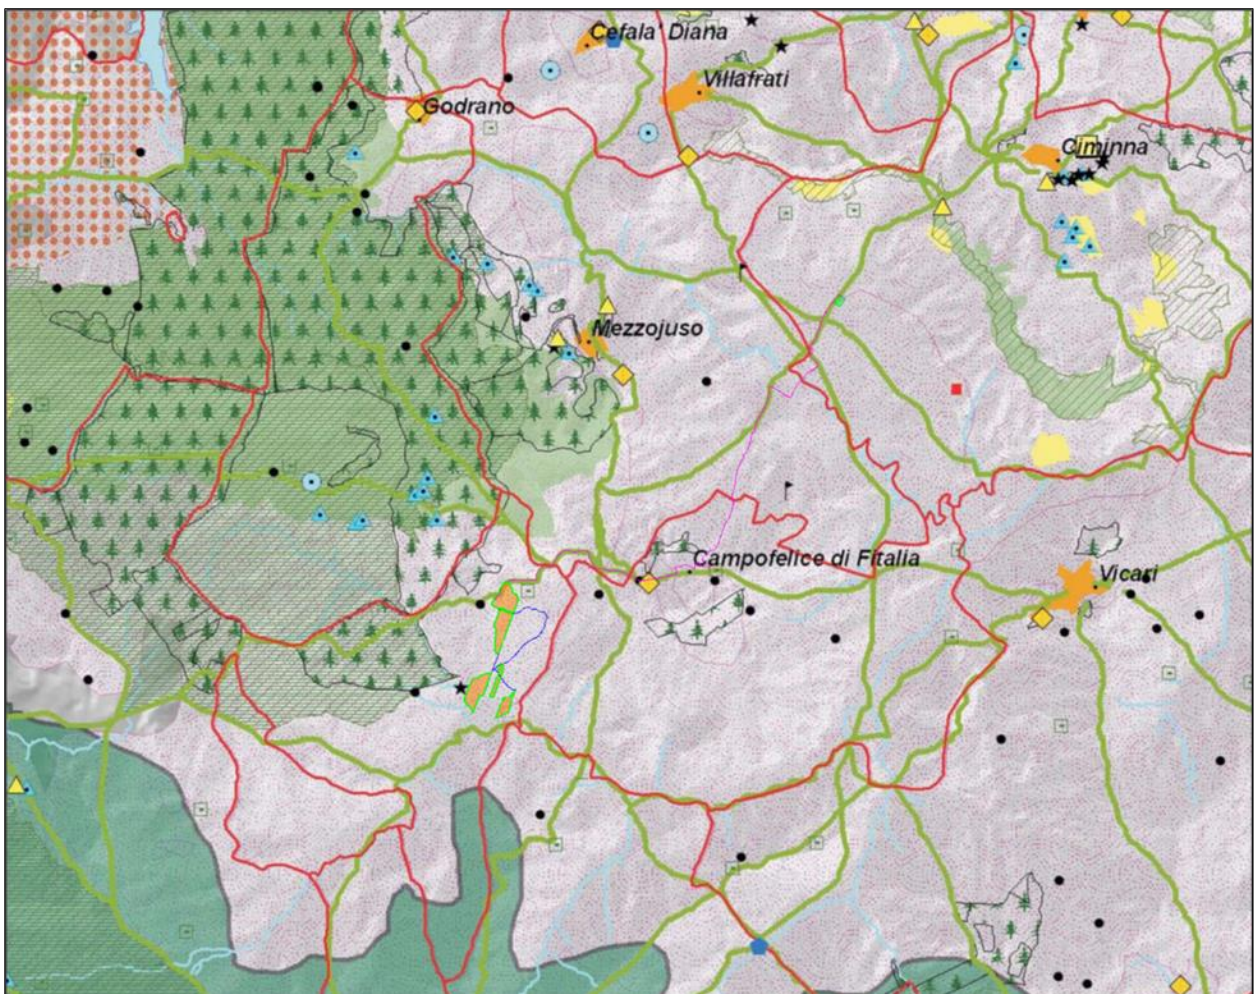 Cefala' Diana
Villafrati
Godrano
Ciminna
Mezzojuso
Campofelice di Fitalia
Vicari